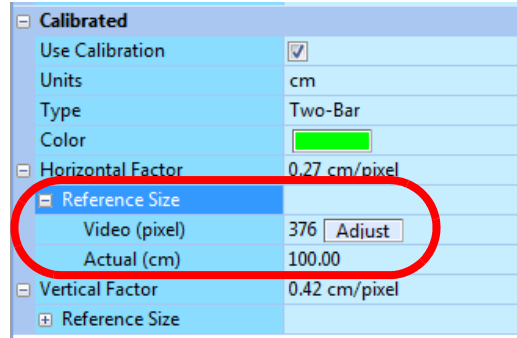 Calibrated
Use Calibration
Units cm
Type Two-Bar
Color
Horizontal Factor 0.27 cm/pixel
Reference Size
Video (pixel) 376 Adjust
Actual (cm) 100.00
Vertical Factor 0.42 cm/pixel
Reference Size